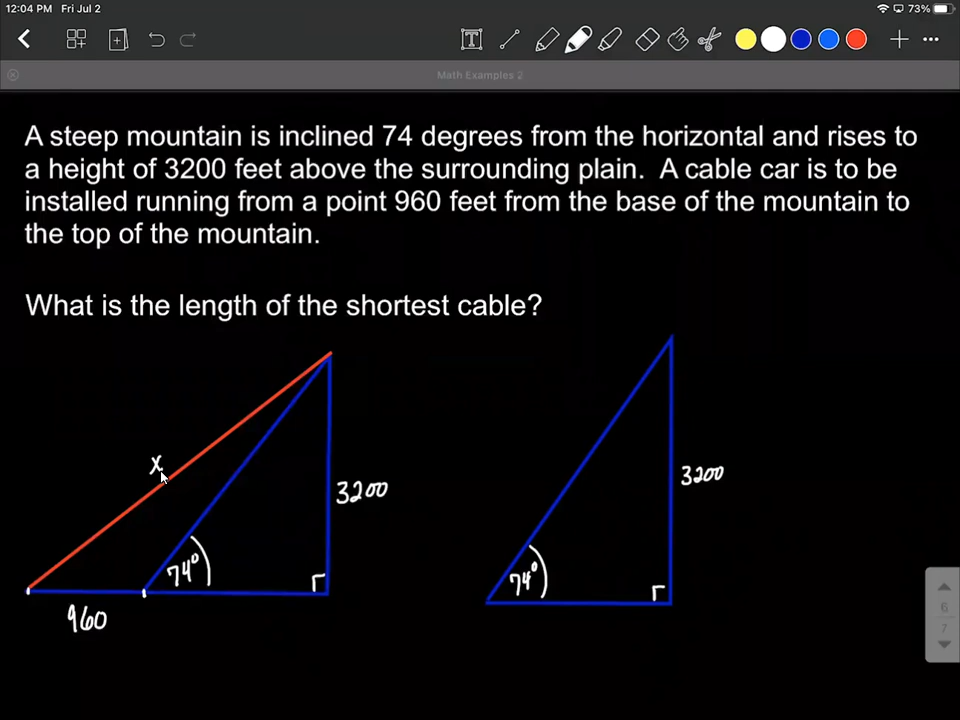 12:04 PM Fri Jul 2
73%
Math Examples 2
A steep mountain is inclined 74 degrees from the horizontal and rises to
a height of 3200 feet above the surrounding plain. A cable car is to be
installed running from a point 960 feet from the base of the mountain to
the top of the mountain.
What is the length of the shortest cable?
x
3200
3200
74°
74°
960
6
7